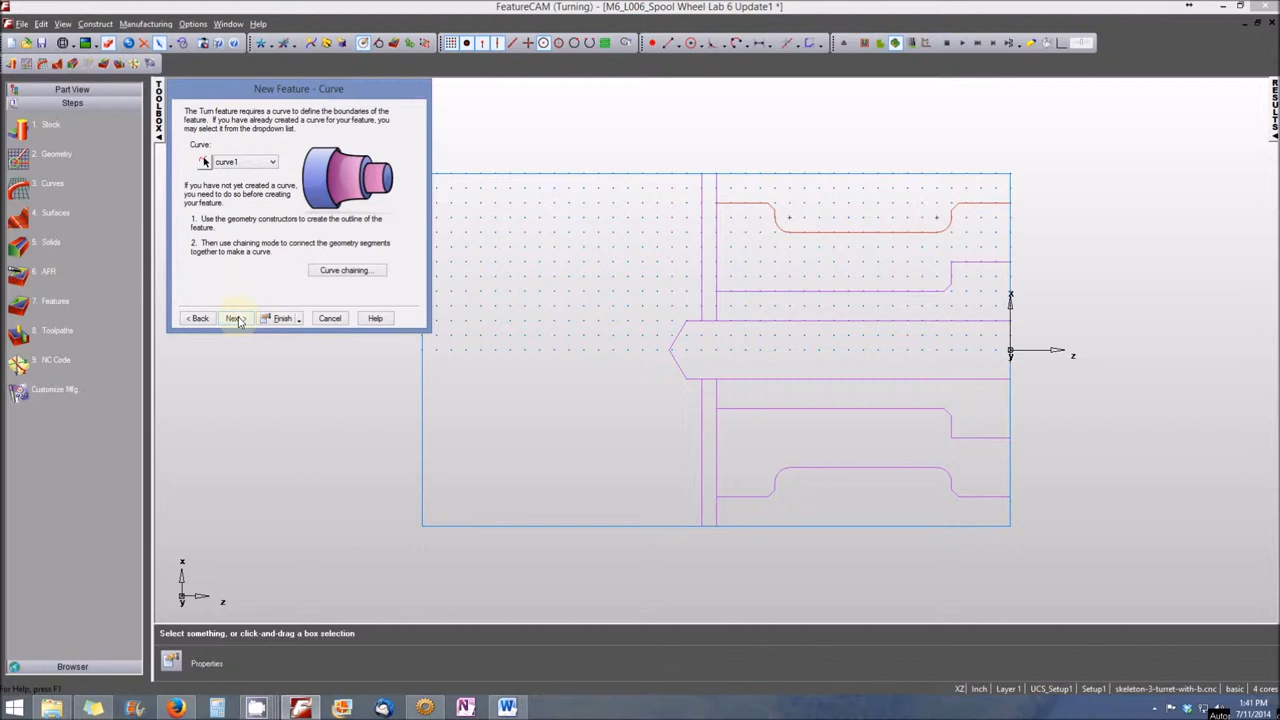 FeatureCAM (Turning) - [M6_L006_Spool Wheel Lab 6 Update1 *]
File Edit View Construct Manufacturing Options Window Help
Part View
Steps
1. Stock
2. Geometry
3. Curves
4. Surfaces
5. Solids
6. AFR
7. Features
8. Toolpaths
9. NC Code
Customize Mfg.
Browser
TOOLBOX
New Feature - Curve
The Turn feature requires a curve to define the boundaries of the
feature. If you have already created a curve for your feature, you
may select it from the dropdown list.
Curve:
curve1
If you have not yet created a curve,
you need to do so before creating
your feature.
1. Use the geometry constructors to create the outline of the
feature.
2. Then use chaining mode to connect the geometry segments
together to make a curve.
Curve chaining...
< Back Next > Finish Cancel Help
RESULTS
x
y
z
x
y
z
Select something, or click-and-drag a box selection
Properties
For Help, press F1
XZ Inch Layer 1 UCS_Setup1 Setup1 skeleton-3-turret-with-b.cnc basic 4 cores
1:41 PM
7/11/2014